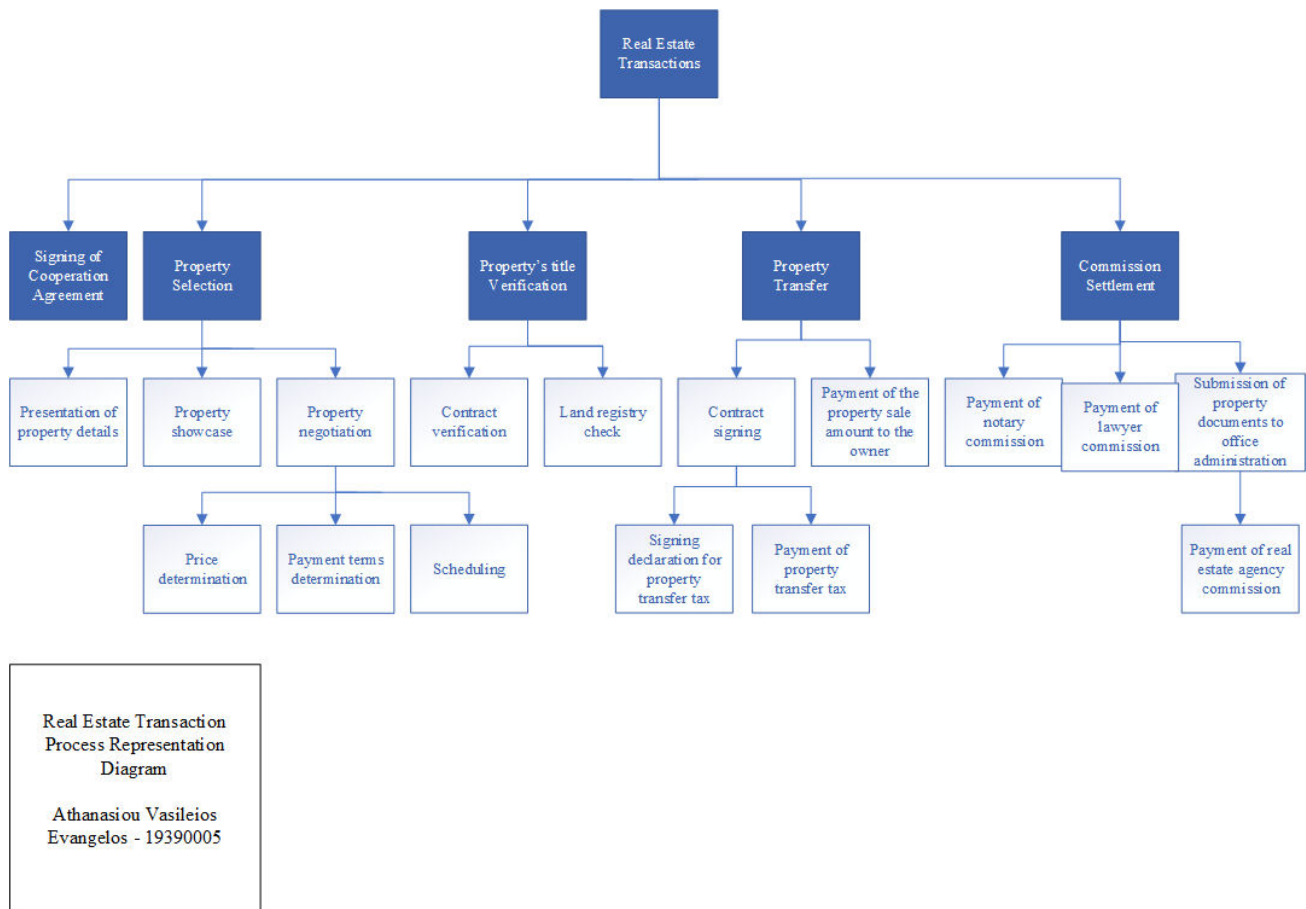 Real Estate
Transactions
Signing of
Cooperation
Agreement
Property
Selection
Property’s title
Verification
Property
Transfer
Commission
Settlement
Presentation of
property details
Property
showcase
Property
negotiation
Contract
verification
Land registry
check
Contract
signing
Payment of the
property sale
amount to the
owner
Payment of
notary
commission
Payment of
lawyer
commission
Submission of
property
documents to
office
administration
Price
determination
Payment terms
determination
Scheduling
Signing
declaration for
property
transfer tax
Payment of
property
transfer tax
Payment of real
estate agency
commission
Real Estate Transaction
Process Representation
Diagram
Athanasiou Vasileios
Evangelos - 19390005